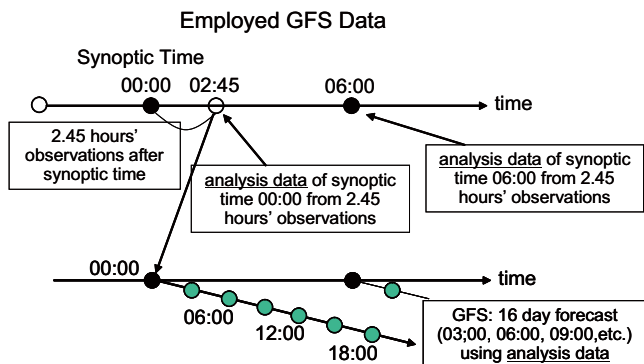 Employed GFS Data
Synoptic Time
00:00
02:45
06:00
time
2.45 hours'
observations after
synoptic time
analysis data of synoptic
time 00:00 from 2.45
hours' observations
analysis data of synoptic
time 06:00 from 2.45
hours' observations
00:00
time
06:00
12:00
18:00
GFS: 16 day forecast
(03;00, 06:00, 09:00,etc.)
using analysis data